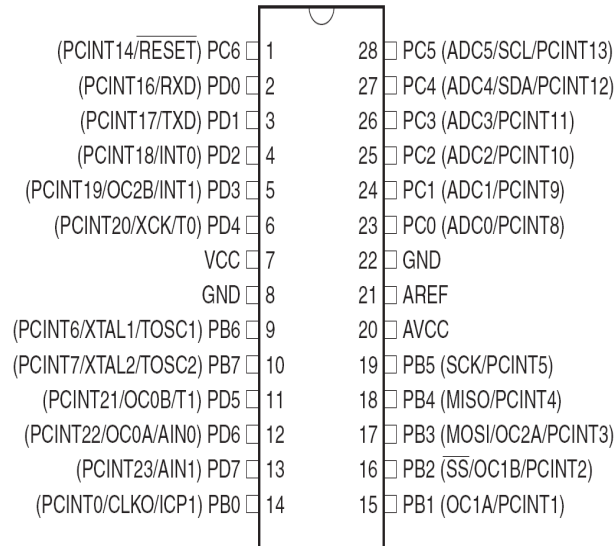 (PCINT14/RESET) PC6 1 28 PC5 (ADC5/SCL/PCINT13)
(PCINT16/RXD) PD0 2 27 PC4 (ADC4/SDA/PCINT12)
(PCINT17/TXD) PD1 3 26 PC3 (ADC3/PCINT11)
(PCINT18/INT0) PD2 4 25 PC2 (ADC2/PCINT10)
(PCINT19/OC2B/INT1) PD3 5 24 PC1 (ADC1/PCINT9)
(PCINT20/XCK/T0) PD4 6 23 PC0 (ADC0/PCINT8)
VCC 7 22 GND
GND 8 21 AREF
(PCINT6/XTAL1/TOSC1) PB6 9 20 AVCC
(PCINT7/XTAL2/TOSC2) PB7 10 19 PB5 (SCK/PCINT5)
(PCINT21/OC0B/T1) PD5 11 18 PB4 (MISO/PCINT4)
(PCINT22/OC0A/AIN0) PD6 12 17 PB3 (MOSI/OC2A/PCINT3)
(PCINT23/AIN1) PD7 13 16 PB2 (SS/OC1B/PCINT2)
(PCINT0/CLKO/ICP1) PB0 14 15 PB1 (OC1A/PCINT1)